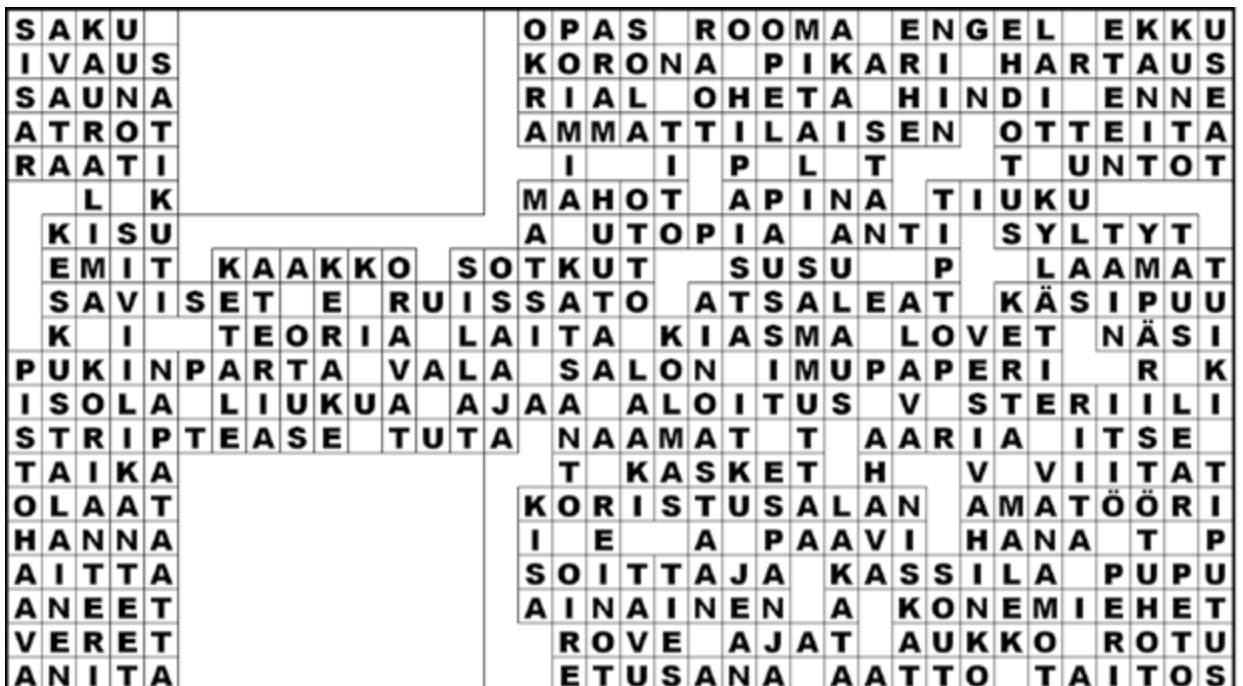 SAKU OPAS ROOMA ENGEL EKKU
IVAUS KORONA PIKARI HARTAUS
SAUNA RIAL OHETA HINDI ENNE
ATROT AMMATTILAISEN OTTEITA
RAATI I I P L T T UNTOT
L K MAHOT APINA TIUKU
KISU A UTOPIA ANTI SYLTYT
EMIT KAAKKO SOTKUT SUSU P LAAMAT
SAVISET E RUISSATO ATSALEAT KÄSIPUU
K I TEORIA LAITA KIASMA LOVET NÄSI
PUKINPARTA VALA SALON IMUPAPERI R K
ISOLA LIUKUA AJAA ALOITUS V STERIILI
STRIPTEASE TUTA NAAMAT T AARIA ITSE
TAIKA T KASKET H V VIITAT
OLAAT KORISTUSALAN AMATÖÖRI
HANNA I E A PAAVI HANA T P
AITTA SOITTAJA KASSILA PUPU
ANEET AINAINEN A KONEMIEHET
VERET ROVE AJAT AUKKO ROTU
ANITA ETUSANA AATTO TAITOS